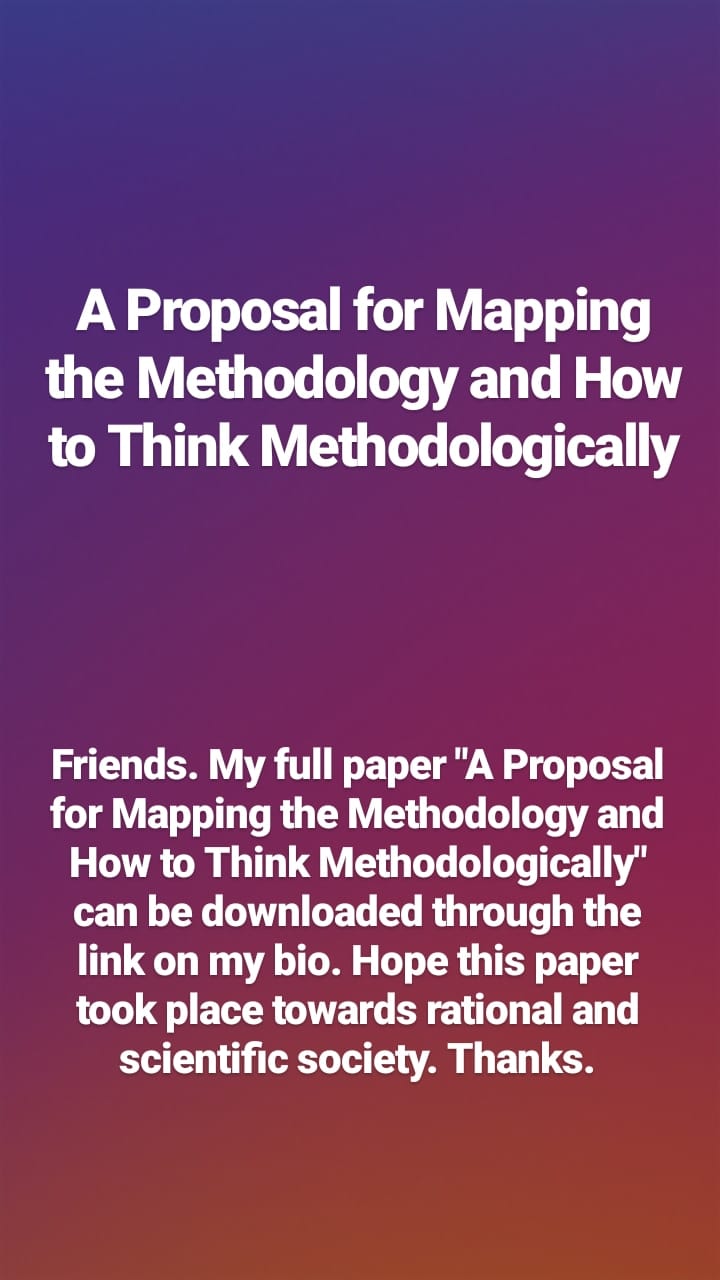 A Proposal for Mapping
the Methodology and How
to Think Methodologically
Friends. My full paper "A Proposal
for Mapping the Methodology and
How to Think Methodologically"
can be downloaded through the
link on my bio. Hope this paper
took place towards rational and
scientific society. Thanks.